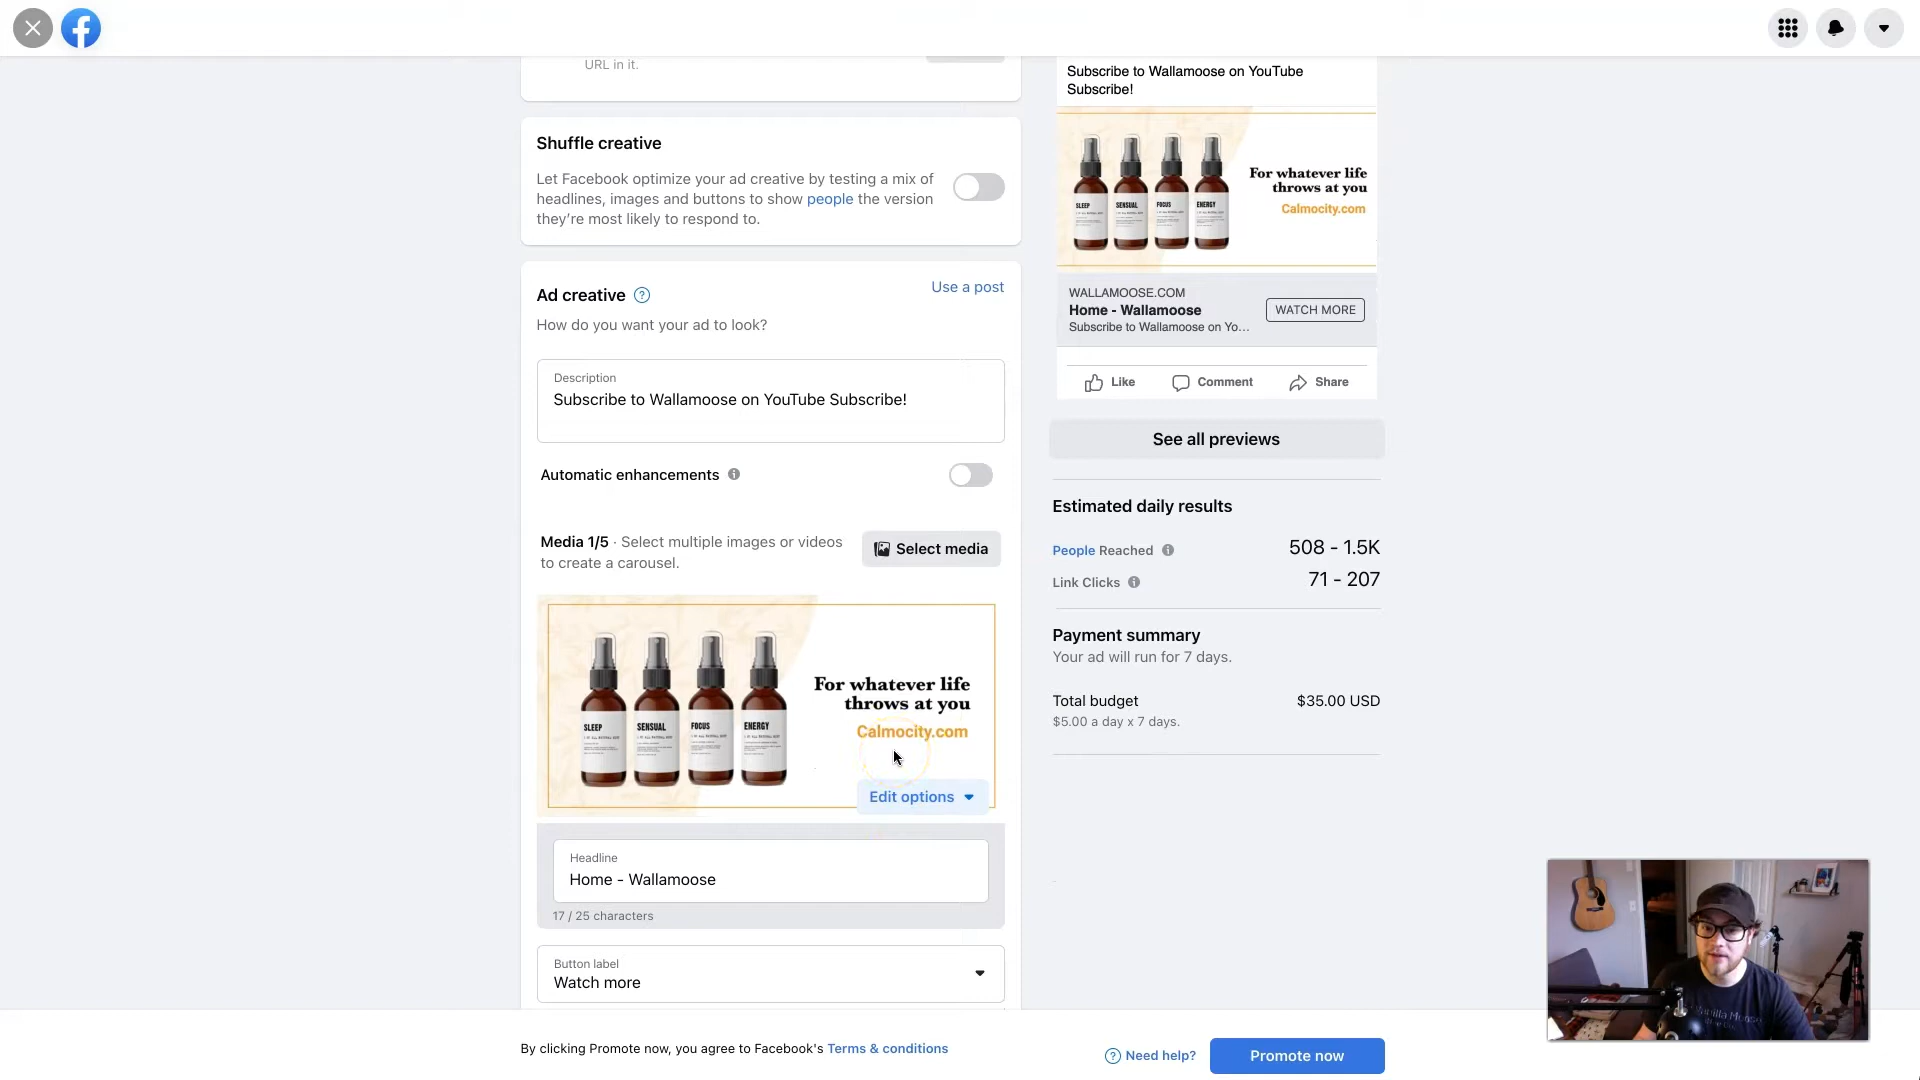 URL in it.
Shuffle creative
Let Facebook optimize your ad creative by testing a mix of
headlines, images and buttons to show people the version
they're most likely to respond to.
Ad creative
Use a post
How do you want your ad to look?
Description
Subscribe to Wallamoose on YouTube Subscribe!
Automatic enhancements
Media 1/5 · Select multiple images or videos
to create a carousel.
Select media
SLEEP
SENSUAL
FOCUS
ENERGY
For whatever life
throws at you
Calmocity.com
Edit options
Headline
Home - Wallamoose
17 / 25 characters
Button label
Watch more
Subscribe to Wallamoose on YouTube
Subscribe!
SLEEP
SENSUAL
FOCUS
ENERGY
For whatever life
throws at you
Calmocity.com
WALLAMOOSE.COM
Home - Wallamoose
Subscribe to Wallamoose on Yo...
WATCH MORE
Like
Comment
Share
See all previews
Estimated daily results
People Reached
508 - 1.5K
Link Clicks
71 - 207
Payment summary
Your ad will run for 7 days.
Total budget
$35.00 USD
$5.00 a day x 7 days.
By clicking Promote now, you agree to Facebook's Terms & conditions
Need help?
Promote now